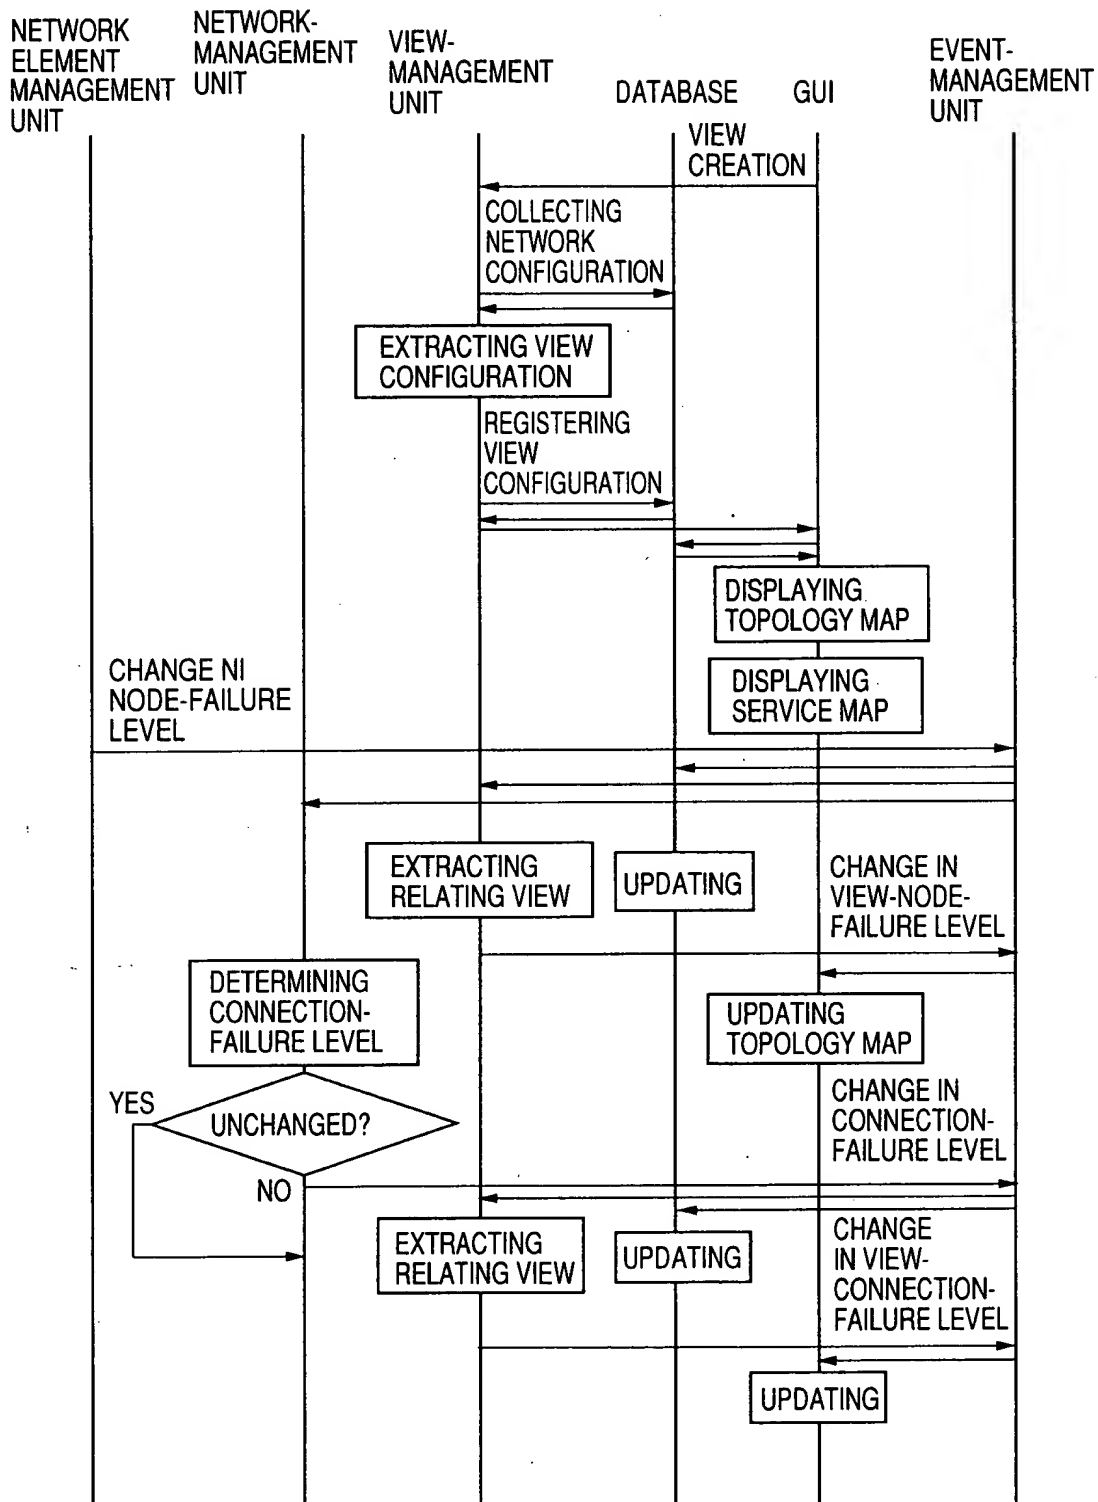 NETWORK
ELEMENT
MANAGEMENT
UNIT
NETWORK-
MANAGEMENT
UNIT
VIEW-
MANAGEMENT
UNIT
DATABASE
GUI
EVENT-
MANAGEMENT
UNIT
VIEW
CREATION
COLLECTING
NETWORK
CONFIGURATION
EXTRACTING VIEW
CONFIGURATION
REGISTERING
VIEW
CONFIGURATION
DISPLAYING
TOPOLOGY MAP
DISPLAYING
SERVICE MAP
CHANGE NI
NODE-FAILURE
LEVEL
EXTRACTING
RELATING VIEW
UPDATING
CHANGE IN
VIEW-NODE-
FAILURE LEVEL
DETERMINING
CONNECTION-
FAILURE LEVEL
UPDATING
TOPOLOGY MAP
YES
UNCHANGED?
NO
CHANGE IN
CONNECTION-
FAILURE LEVEL
EXTRACTING
RELATING VIEW
UPDATING
CHANGE
IN VIEW-
CONNECTION-
FAILURE LEVEL
UPDATING